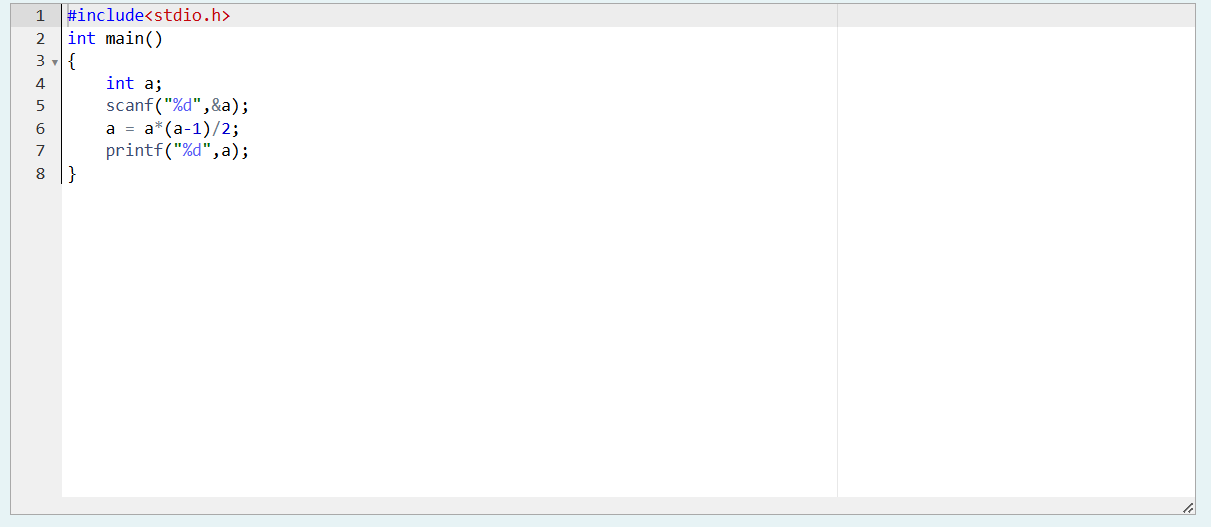 1 #include<stdio.h>
2 int main()
3 {
4     int a;
5     scanf("%d",&a);
6     a = a*(a-1)/2;
7     printf("%d",a);
8 }